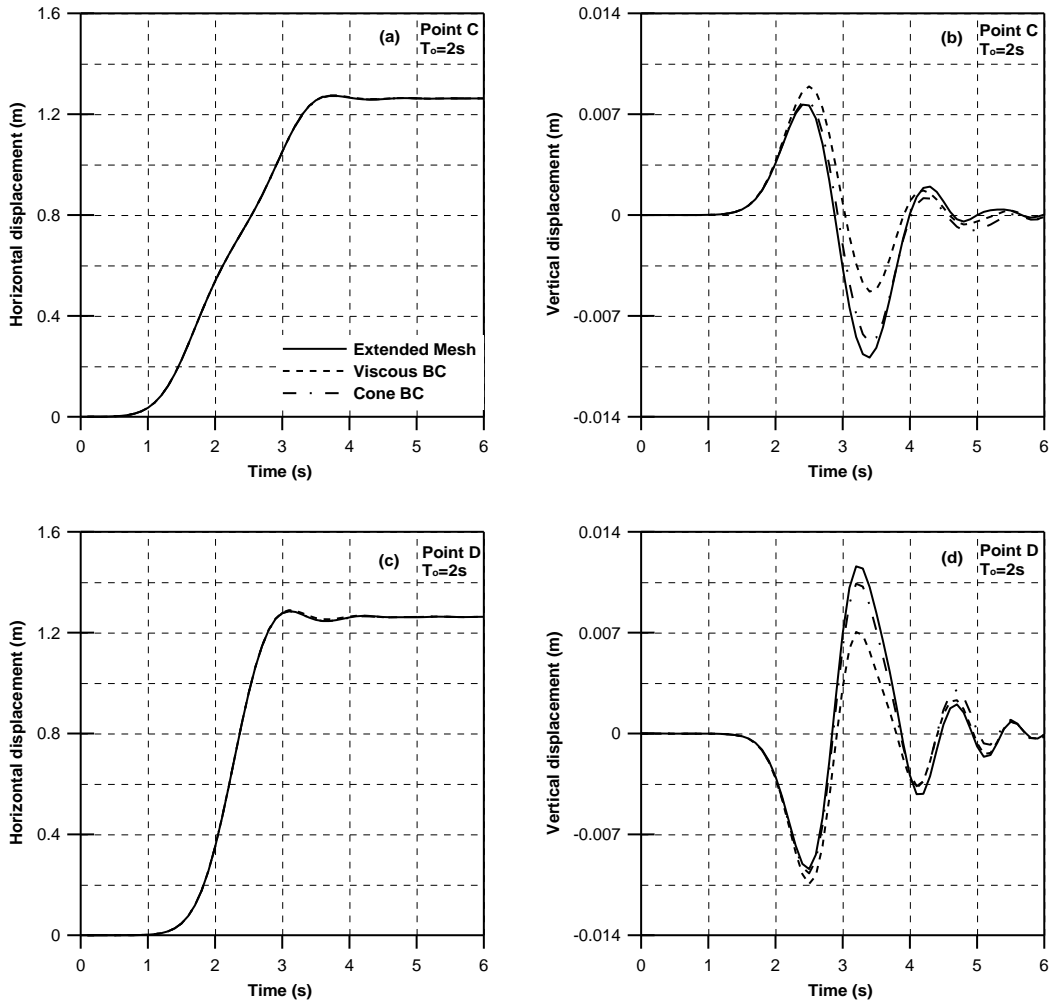 1.6
1.2
0.8
0.4
0
Horizontal displacement (m)
(a)
Point C
To=2s
Extended Mesh
Viscous BC
Cone BC
0 1 2 3 4 5 6
Time (s)
0.014
0.007
0
-0.007
-0.014
Vertical displacement (m)
(b)
Point C
To=2s
0 1 2 3 4 5 6
Time (s)
1.6
1.2
0.8
0.4
0
Horizontal displacement (m)
(c)
Point D
To=2s
0 1 2 3 4 5 6
Time (s)
0.014
0.007
0
-0.007
-0.014
Vertical displacement (m)
(d)
Point D
To=2s
0 1 2 3 4 5 6
Time (s)